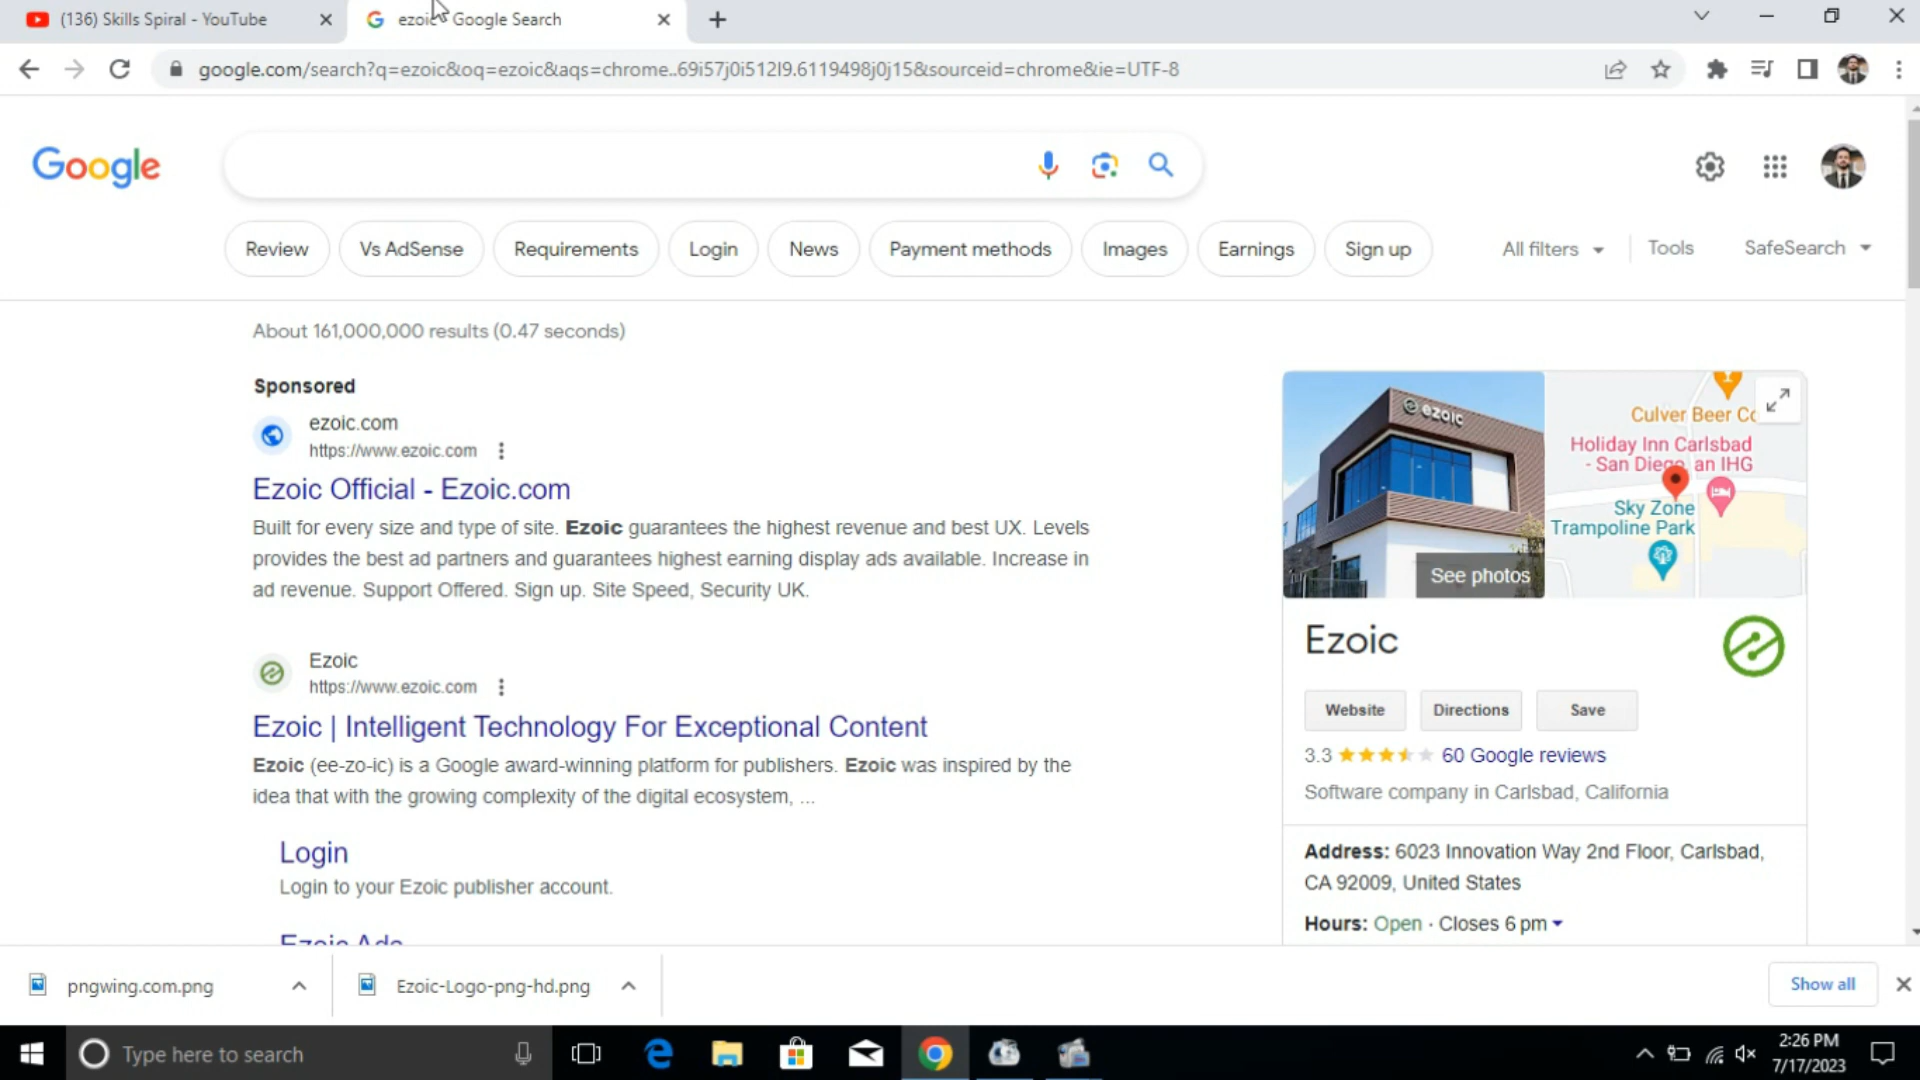 (136) Skills Spiral - YouTube
ezoic - Google Search
google.com/search?q=ezoic&oq=ezoic&aqs=chrome..69i57j0i512l9.6119498j0j15&sourceid=chrome&ie=UTF-8
Google
Review
Vs AdSense
Requirements
Login
News
Payment methods
Images
Earnings
Sign up
All filters
Tools
SafeSearch
About 161,000,000 results (0.47 seconds)
Sponsored
ezoic.com
https://www.ezoic.com
Ezoic Official - Ezoic.com
Built for every size and type of site. Ezoic guarantees the highest revenue and best UX. Levels
provides the best ad partners and guarantees highest earning display ads available. Increase in
ad revenue. Support Offered. Sign up. Site Speed, Security UK.
Ezoic
https://www.ezoic.com
Ezoic | Intelligent Technology For Exceptional Content
Ezoic (ee-zo-ic) is a Google award-winning platform for publishers. Ezoic was inspired by the
idea that with the growing complexity of the digital ecosystem, ...
Login
Login to your Ezoic publisher account.
Ezoic Ads
ezoic
See photos
Culver Beer Co
Holiday Inn Carlsbad
- San Diego, an IHG
Sky Zone
Trampoline Park
Ezoic
Website
Directions
Save
3.3
60 Google reviews
Software company in Carlsbad, California
Address: 6023 Innovation Way 2nd Floor, Carlsbad,
CA 92009, United States
Hours: Open · Closes 6 pm
pngwing.com.png
Ezoic-Logo-png-hd.png
Show all
Type here to search
2:26 PM
7/17/2023